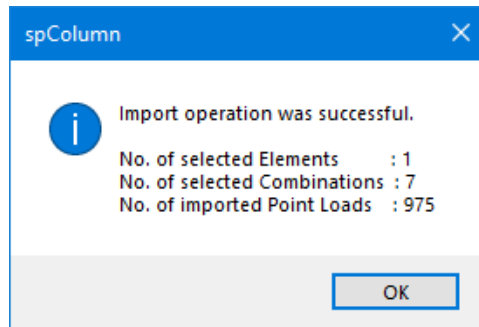 spColumn
Import operation was successful.
No. of selected Elements : 1
No. of selected Combinations : 7
No. of imported Point Loads : 975
OK